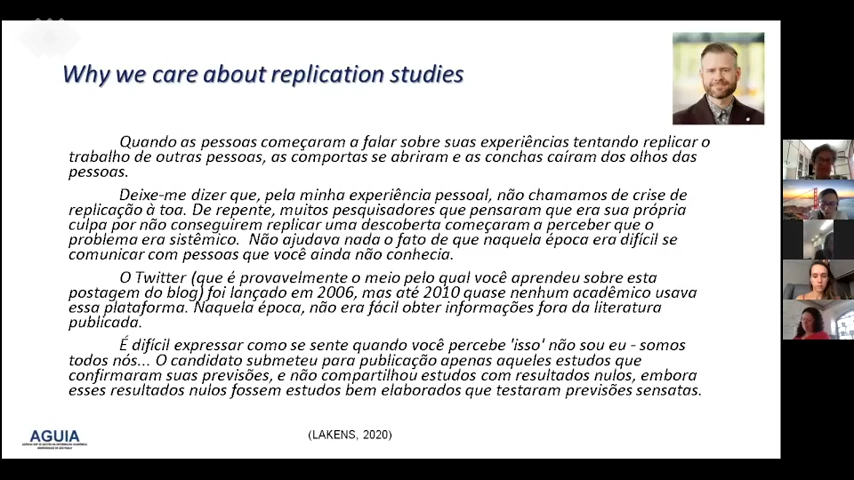 Why we care about replication studies
Quando as pessoas começaram a falar sobre suas experiências tentando replicar o
trabalho de outras pessoas, as comportas se abriram e as conchas caíram dos olhos das
pessoas.
Deixe-me dizer que, pela minha experiência pessoal, não chamamos de crise de
replicação à toa. De repente, muitos pesquisadores que pensaram que era sua própria
culpa por não conseguirem replicar uma descoberta começaram a perceber que o
problema era sistêmico. Não ajudava nada o fato de que naquela época era difícil se
comunicar com pessoas que você ainda não conhecia.
O Twitter (que é provavelmente o meio pelo qual você aprendeu sobre esta
postagem do blog) foi lançado em 2006, mas até 2010 quase nenhum acadêmico usava
essa plataforma. Naquela época, não era fácil obter informações fora da literatura
publicada.
É difícil expressar como se sente quando você percebe 'isso' não sou eu - somos
todos nós... O candidato submeteu para publicação apenas aqueles estudos que
confirmaram suas previsões, e não compartilhou estudos com resultados nulos, embora
esses resultados nulos fossem estudos bem elaborados que testaram previsões sensatas.
AGUIA
(LAKENS, 2020)